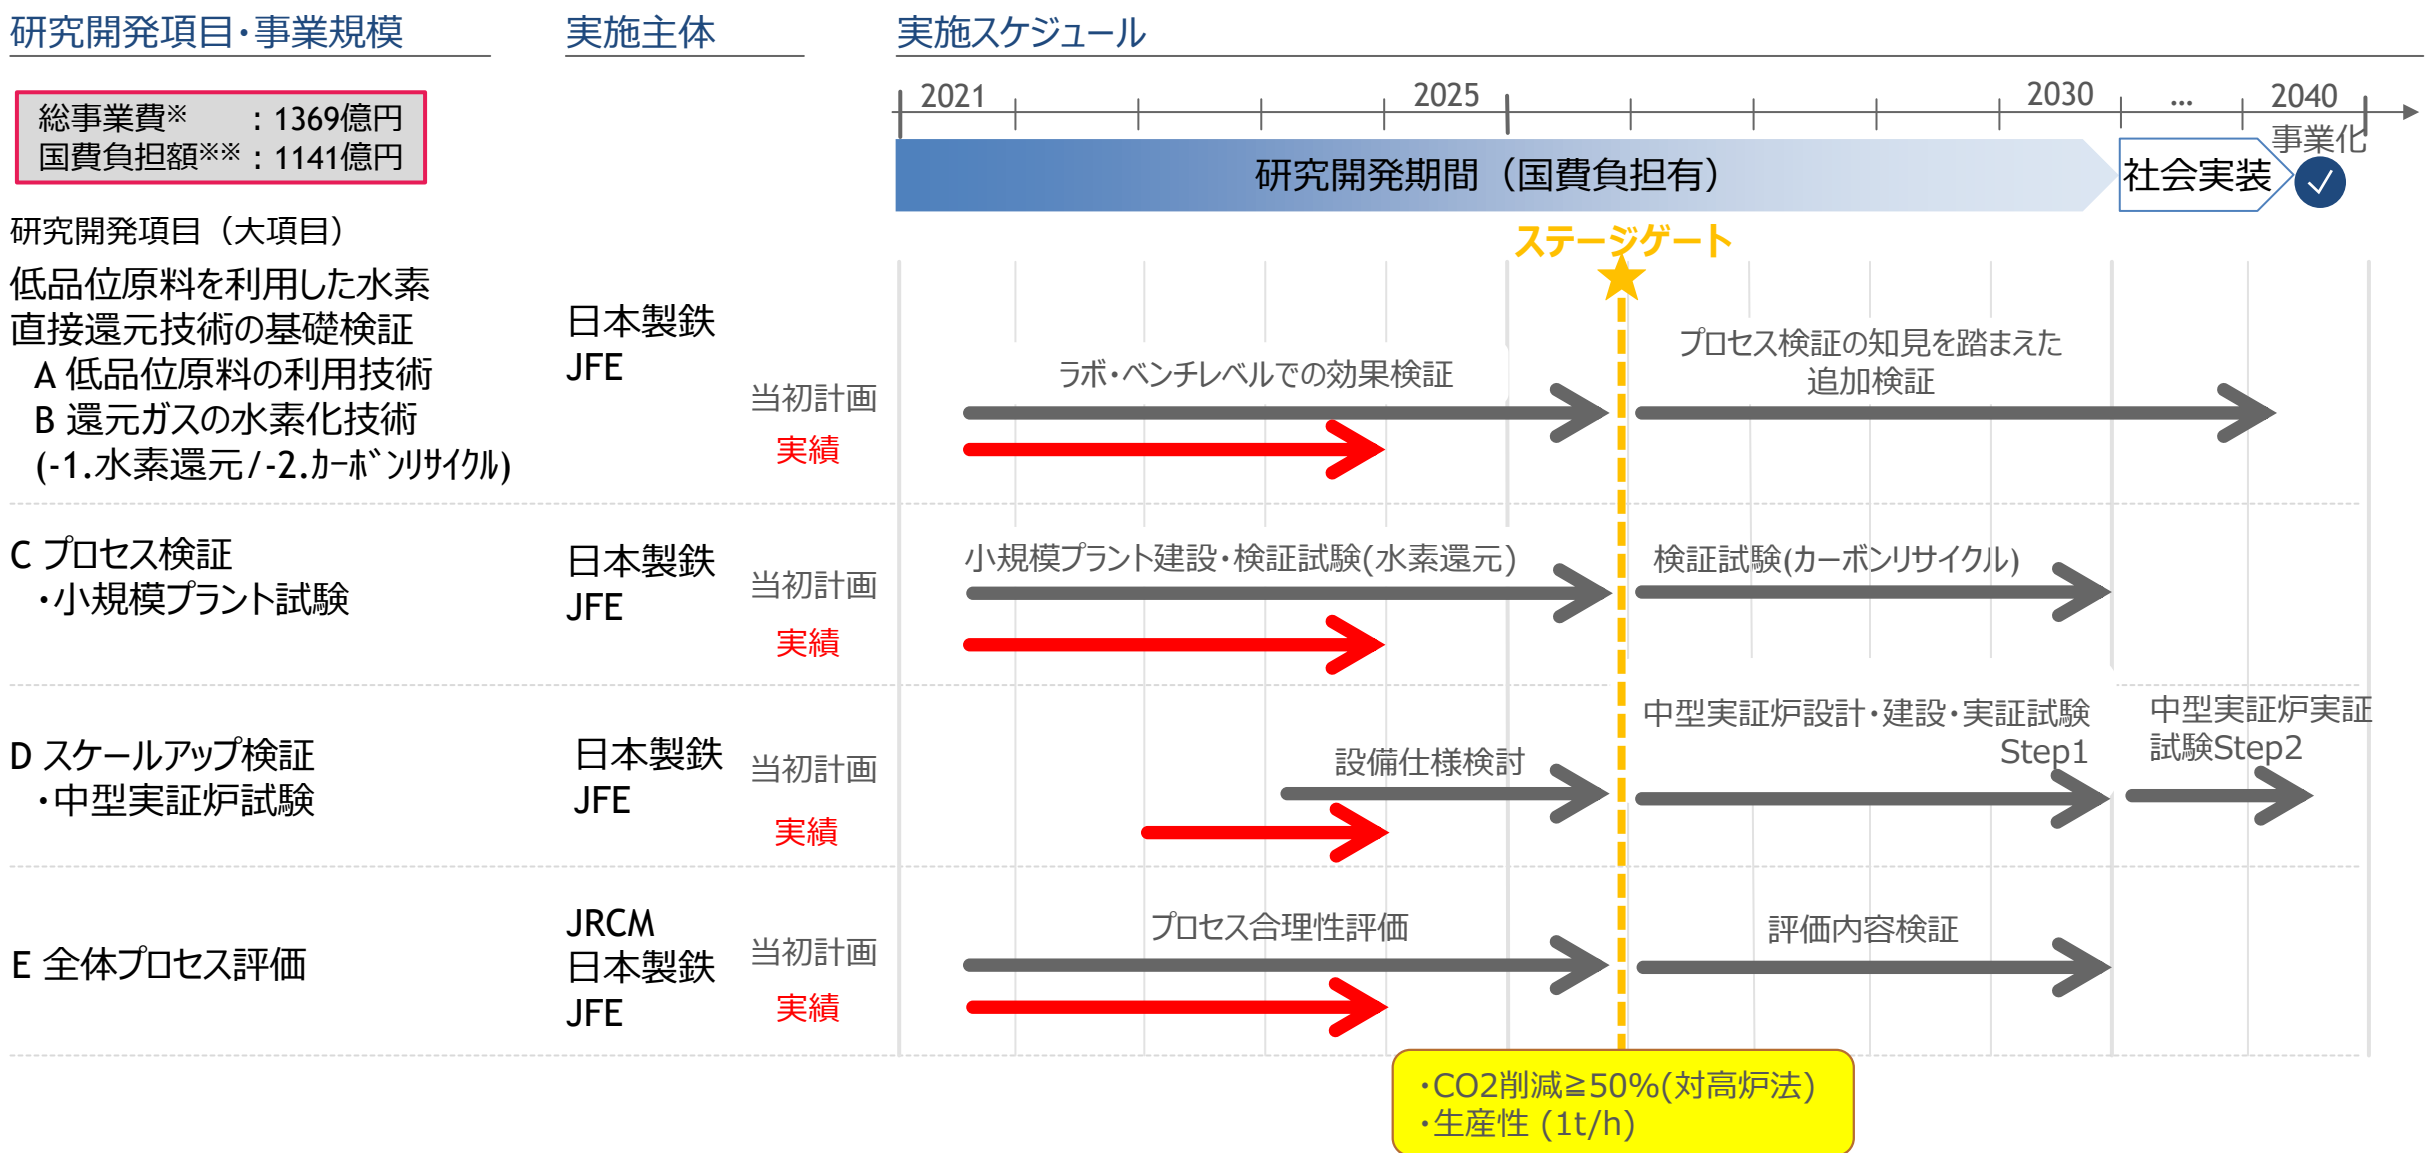 研究開発項目・事業規模
実施主体
実施スケジュール
総事業費※ : 1369億円
国費負担額※※ : 1141億円
2021
2025
2030
…
2040
事業化
研究開発期間（国費負担有）
社会実装
研究開発項目（大項目）
ステージゲート
低品位原料を利用した水素
直接還元技術の基礎検証
A 低品位原料の利用技術
B 還元ガスの水素化技術
(-1.水素還元/-2.ｶｰﾎﾞﾝﾘｻｲｸﾙ)
日本製鉄
JFE
当初計画
実績
ラボ・ベンチレベルでの効果検証
プロセス検証の知見を踏まえた
追加検証
C プロセス検証
・小規模プラント試験
日本製鉄
JFE
当初計画
実績
小規模プラント建設・検証試験(水素還元)
検証試験(カーボンリサイクル)
D スケールアップ検証
・中型実証炉試験
日本製鉄
JFE
当初計画
実績
設備仕様検討
中型実証炉設計・建設・実証試験
Step1
中型実証炉実証
試験Step2
E 全体プロセス評価
JRCM
日本製鉄
JFE
当初計画
実績
プロセス合理性評価
評価内容検証
・CO2削減≧50%(対高炉法)
・生産性 (1t/h)